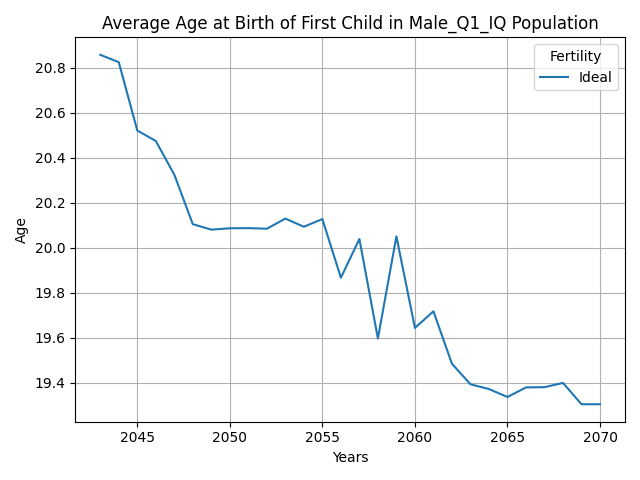 Average Age at Birth of First Child in Male_Q1_IQ Population
Fertility
Ideal
20.8
20.6
20.4
20.2
20.0
19.8
19.6
19.4
Age
2045
2050
2055
2060
2065
2070
Years